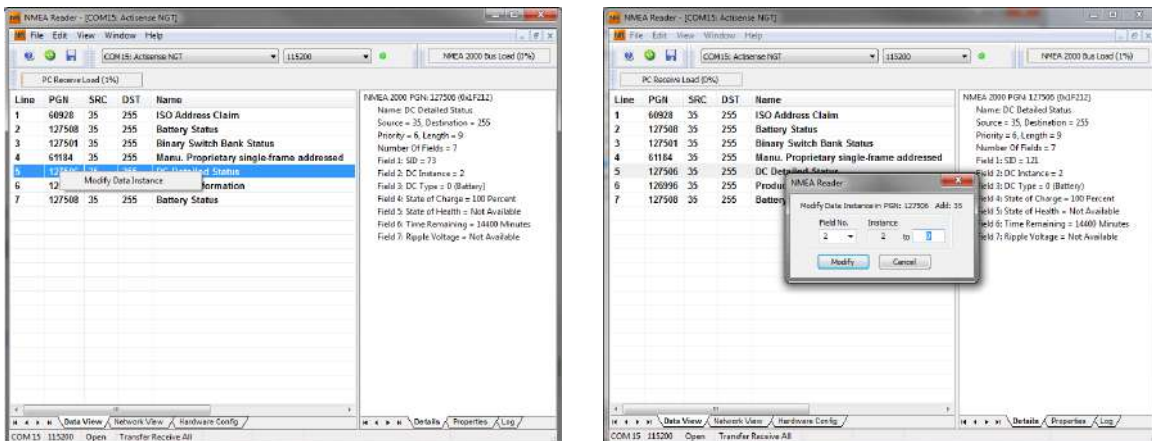 NMEA Reader - [COM15: Actisense NGT]
File Edit View Window Help
COM15: Actisense NGT 115200 NMEA 2000 Bus Load (0%)
PC Receive Load (1%)
Line PGN SRC DST Name
1 60928 35 255 ISO Address Claim
2 127508 35 255 Battery Status
3 127501 35 255 Binary Switch Bank Status
4 61184 35 255 Manu. Proprietary single-frame addressed
5 127506 35 255 DC Detailed Status
6 12
Modify Data Instance
7 127508 35 255 Battery Status
NMEA 2000 PGN: 127506 (0x1F212)
Name: DC Detailed Status
Source = 35, Destination = 255
Priority = 6, Length = 9
Number Of Fields = 7
Field 1: SID = 73
Field 2: DC Instance = 2
Field 3: DC Type = 0 (Battery)
Field 4: State of Charge = 100 Percent
Field 5: State of Health = Not Available
Field 6: Time Remaining = 14400 Minutes
Field 7: Ripple Voltage = Not Available
Data View Network View Hardware Config
Details Properties Log
COM15 115200 Open Transfer Receive All
NMEA Reader - [COM15: Actisense NGT]
File Edit View Window Help
COM15: Actisense NGT 115200 NMEA 2000 Bus Load (1%)
PC Receive Load (0%)
Line PGN SRC DST Name
1 60928 35 255 ISO Address Claim
2 127508 35 255 Battery Status
3 127501 35 255 Binary Switch Bank Status
4 61184 35 255 Manu. Proprietary single-frame addressed
5 127506 35 255 DC Detailed Status
6 126996 35 255 Produ
7 127508 35 255 Battery
NMEA Reader
Modify Data Instance in PGN: 127506 Add: 35
Field No. Instance
2 2 to 0
Modify Cancel
NMEA 2000 PGN: 127506 (0x1F212)
Name: DC Detailed Status
Source = 35, Destination = 255
Priority = 6, Length = 9
Number Of Fields = 7
Field 1: SID = 121
Field 2: DC Instance = 2
Field 3: DC Type = 0 (Battery)
Field 4: State of Charge = 100 Percent
Field 5: State of Health = Not Available
Field 6: Time Remaining = 14400 Minutes
Field 7: Ripple Voltage = Not Available
Data View Network View Hardware Config
Details Properties Log
COM15 115200 Open Transfer Receive All